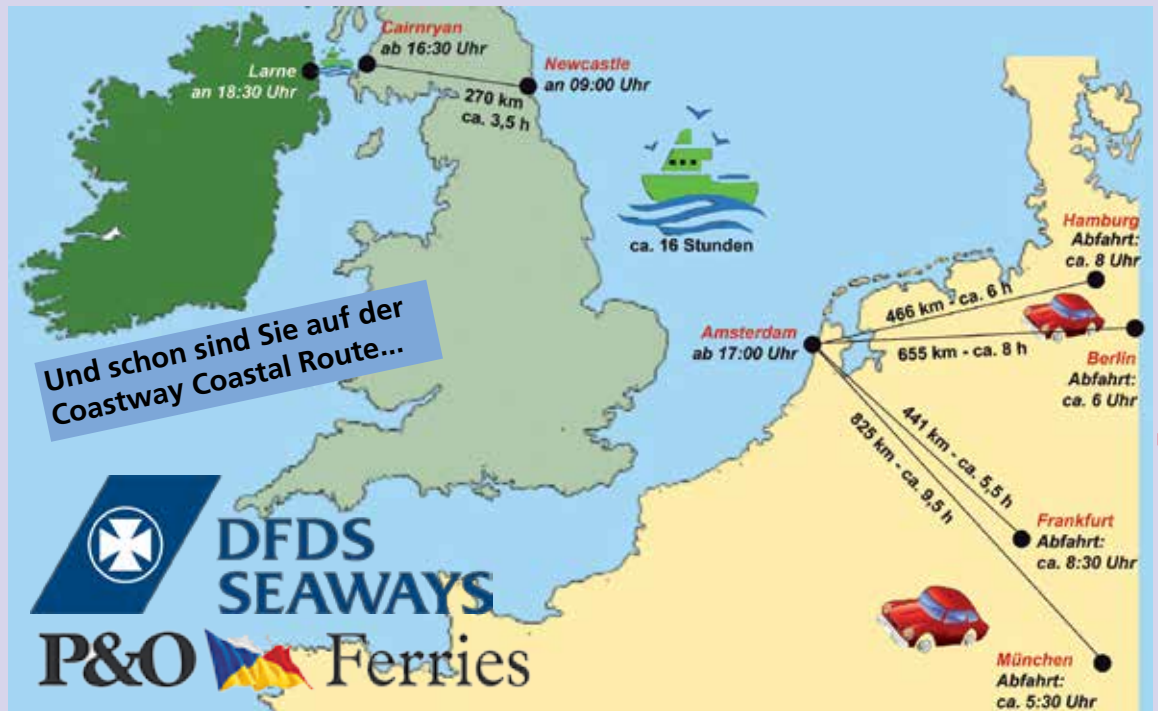 Cairnryan
ab 16:30 Uhr
Larne
an 18:30 Uhr
Newcastle
an 09:00 Uhr
270 km
ca. 3,5 h
ca. 16 Stunden
Hamburg
Abfahrt:
ca. 8 Uhr
466 km - ca. 6 h
Amsterdam
ab 17:00 Uhr
655 km - ca. 8 h
Berlin
Abfahrt:
ca. 6 Uhr
Und schon sind Sie auf der
Coastway Coastal Route...
441 km - ca. 5,5 h
825 km - ca. 9,5 h
Frankfurt
Abfahrt:
ca. 8:30 Uhr
DFDS
SEAWAYS
P&O Ferries
München
Abfahrt:
ca. 5:30 Uhr